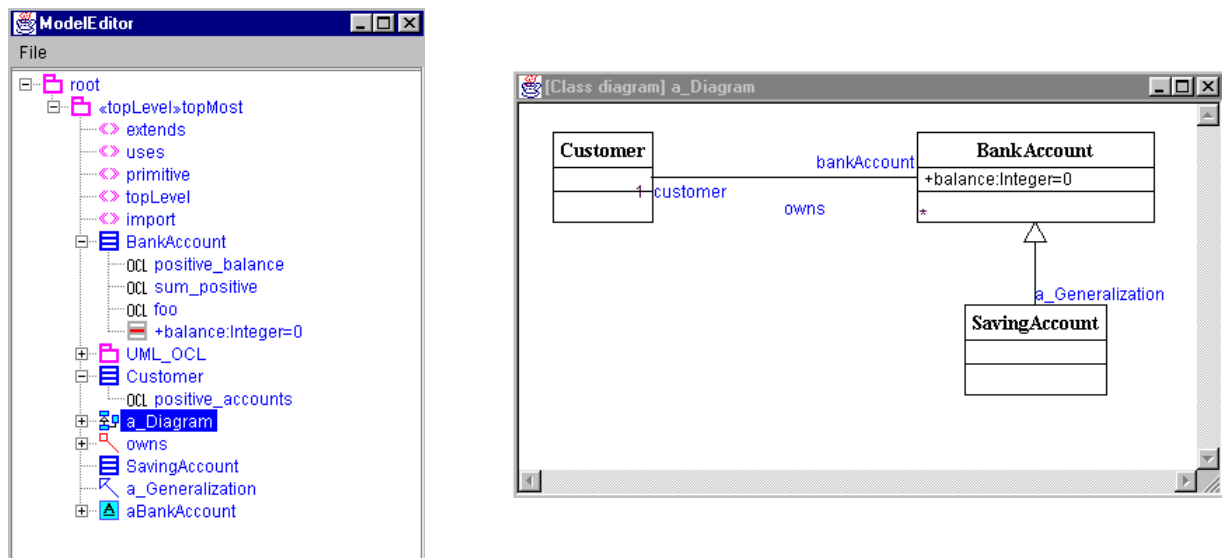 ModelEditor
File
root
«topLevel»topMost
extends
uses
primitive
topLevel
import
BankAccount
OCL positive_balance
OCL sum_positive
OCL foo
+balance:Integer=0
UML_OCL
Customer
OCL positive_accounts
a_Diagram
owns
SavingAccount
a_Generalization
aBankAccount
[Class diagram] a_Diagram
Customer
BankAccount
bankAccount
+balance:Integer=0
1 customer
owns
*
a_Generalization
SavingAccount